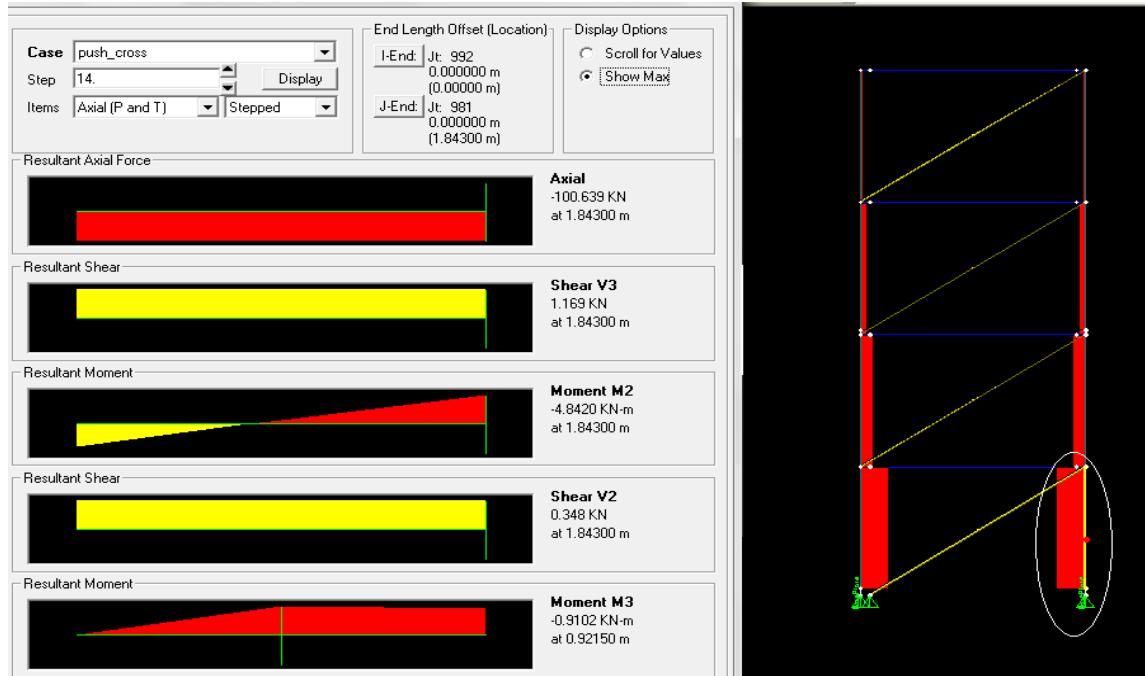 End Length Offset (Location)
Display Options
Case push_cross
I-End: Jt: 992
0.000000 m
(0.00000 m)
Scroll for Values
Step 14. Display
Show Max
Items Axial (P and T) Stepped
J-End: Jt: 981
0.000000 m
(1.84300 m)
Resultant Axial Force
Axial
-100.639 KN
at 1.84300 m
Resultant Shear
Shear V3
1.169 KN
at 1.84300 m
Resultant Moment
Moment M2
-4.8420 KN-m
at 1.84300 m
Resultant Shear
Shear V2
0.348 KN
at 1.84300 m
Resultant Moment
Moment M3
-0.9102 KN-m
at 0.92150 m